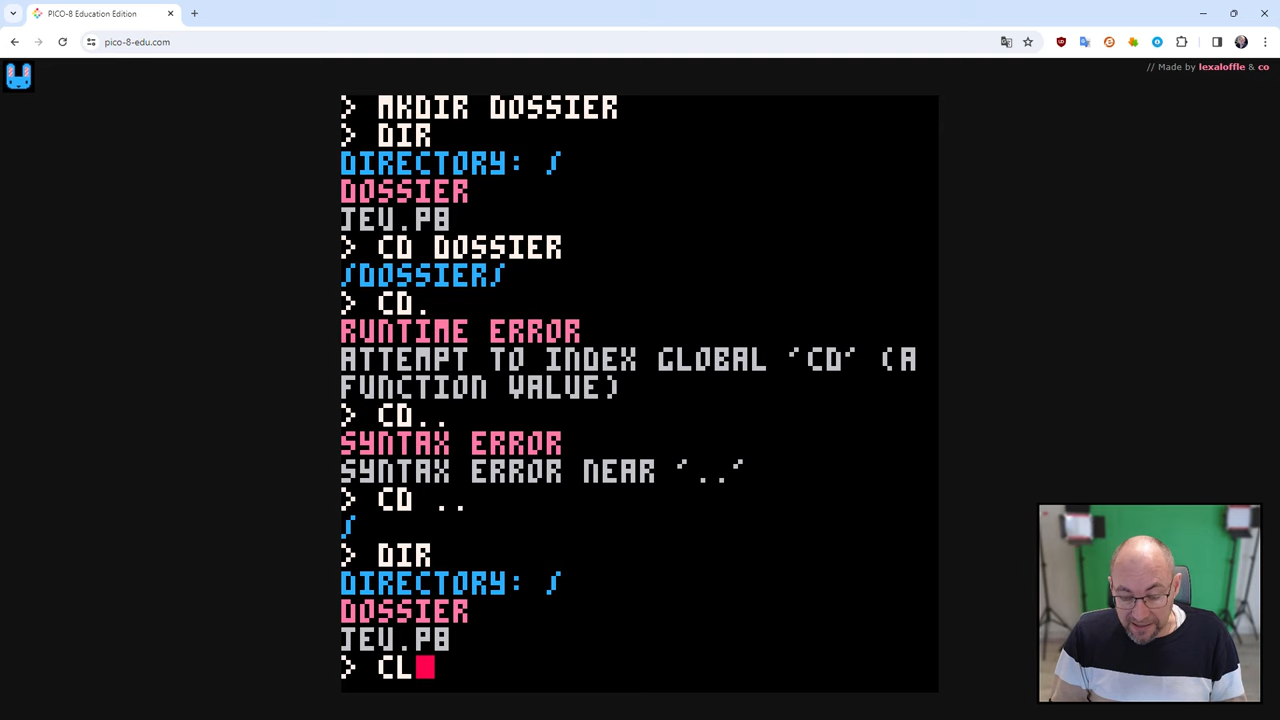 PICO-8 Education Edition
pico-8-edu.com
// Made by lexaloffle & co
> MKDIR DOSSIER
> DIR
DIRECTORY: /
DOSSIER
JEU.P8
> CD DOSSIER
/DOSSIER/
> CD.
RUNTIME ERROR
ATTEMPT TO INDEX GLOBAL 'CD' (A
FUNCTION VALUE)
> CD..
SYNTAX ERROR
SYNTAX ERROR NEAR '..'
> CD ..
/
> DIR
DIRECTORY: /
DOSSIER
JEU.P8
> CL